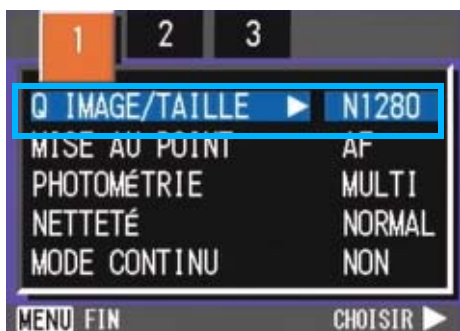 1 2 3
Q IMAGE/TAILLE ▶ N1280
MISE AU POINT AF
PHOTOMÉTRIE MULTI
NETTETÉ NORMAL
MODE CONTINU NON
MENU FIN CHOISIR ▶